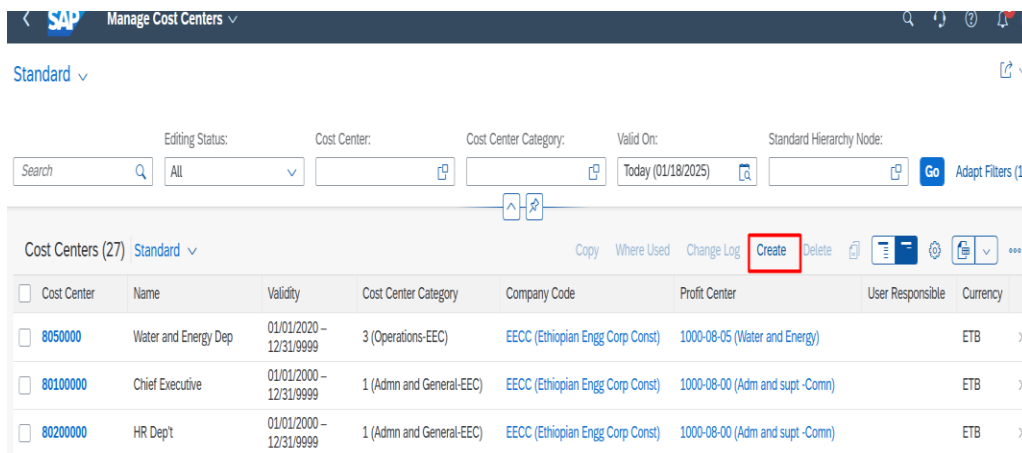 SAP Manage Cost Centers
Standard
Editing Status: Cost Center: Cost Center Category: Valid On: Standard Hierarchy Node:
Search All Today (01/18/2025) Go Adapt Filters (1
Cost Centers (27) Standard Copy Where Used Change Log Create Delete
Cost Center Name Validity Cost Center Category Company Code Profit Center User Responsible Currency
8050000 Water and Energy Dep 01/01/2020 – 3 (Operations-EEC) EECC (Ethiopian Engg Corp Const) 1000-08-05 (Water and Energy) ETB
12/31/9999
80100000 Chief Executive 01/01/2000 – 1 (Admn and General-EEC) EECC (Ethiopian Engg Corp Const) 1000-08-00 (Adm and supt -Comn) ETB
12/31/9999
80200000 HR Dep't 01/01/2000 – 1 (Admn and General-EEC) EECC (Ethiopian Engg Corp Const) 1000-08-00 (Adm and supt -Comn) ETB
12/31/9999